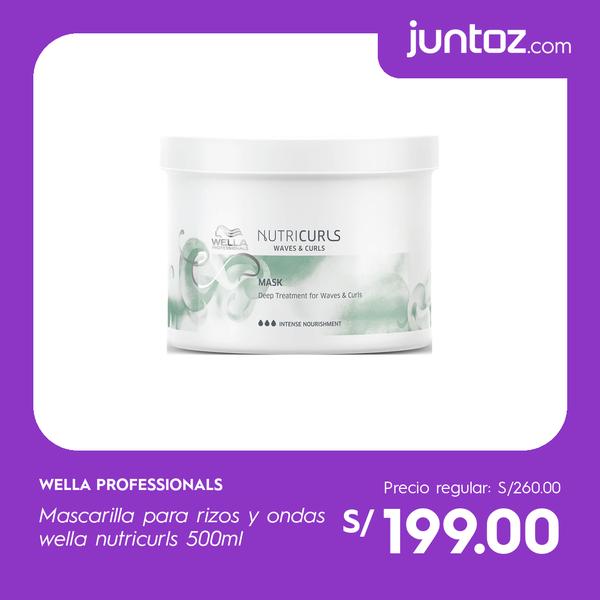 juntoz.com
WELLA
PROFESSIONALS
NUTRICURLS
WAVES & CURLS
MASK
Deep Treatment for Waves & Curls
INTENSE NOURISHMENT
WELLA PROFESSIONALS
Mascarilla para rizos y ondas
wella nutricurls 500ml
Precio regular: S/260.00
S/199.00